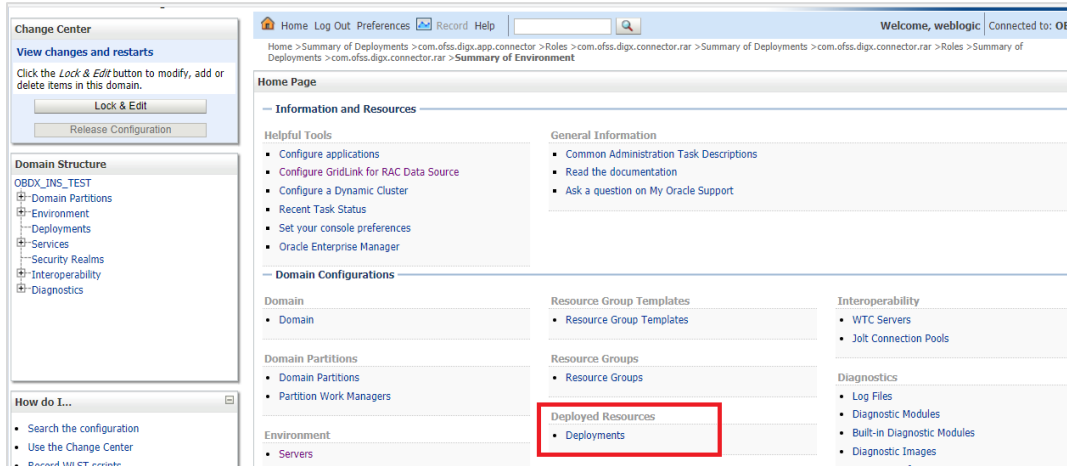 Change Center
View changes and restarts
Click the Lock & Edit button to modify, add or
delete items in this domain.
Lock & Edit
Release Configuration
Domain Structure
OBDX_INS_TEST
Domain Partitions
Environment
Deployments
Services
Security Realms
Interoperability
Diagnostics
How do I...
Search the configuration
Use the Change Center
Record WLST scripts
Home Log Out Preferences Record Help
Welcome, weblogic Connected to: OB
Home >Summary of Deployments >com.ofss.digx.app.connector >Roles >com.ofss.digx.connector.rar >Summary of Deployments >com.ofss.digx.connector.rar >Roles >Summary of
Deployments >com.ofss.digx.connector.rar >Summary of Environment
Home Page
Information and Resources
Helpful Tools
Configure applications
Configure GridLink for RAC Data Source
Configure a Dynamic Cluster
Recent Task Status
Set your console preferences
Oracle Enterprise Manager
General Information
Common Administration Task Descriptions
Read the documentation
Ask a question on My Oracle Support
Domain Configurations
Domain
Domain
Domain Partitions
Domain Partitions
Partition Work Managers
Environment
Servers
Resource Group Templates
Resource Group Templates
Resource Groups
Resource Groups
Deployed Resources
Deployments
Interoperability
WTC Servers
Jolt Connection Pools
Diagnostics
Log Files
Diagnostic Modules
Built-in Diagnostic Modules
Diagnostic Images